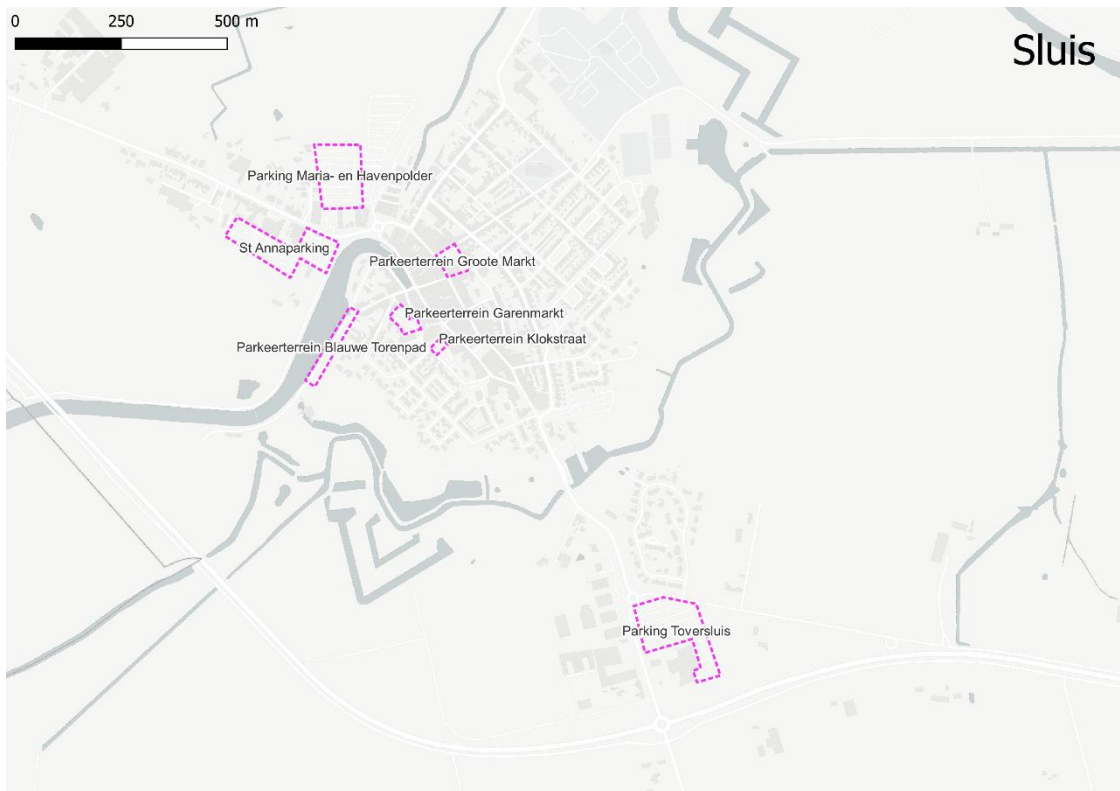 0 250 500 m
Sluis
Parking Maria- en Havenpolder
St Annaparking
Parkeerterrein Groote Markt
Parkeerterrein Garenmarkt
Parkeerterrein Klokstraat
Parkeerterrein Blauwe Torenpad
Parking Toversluis